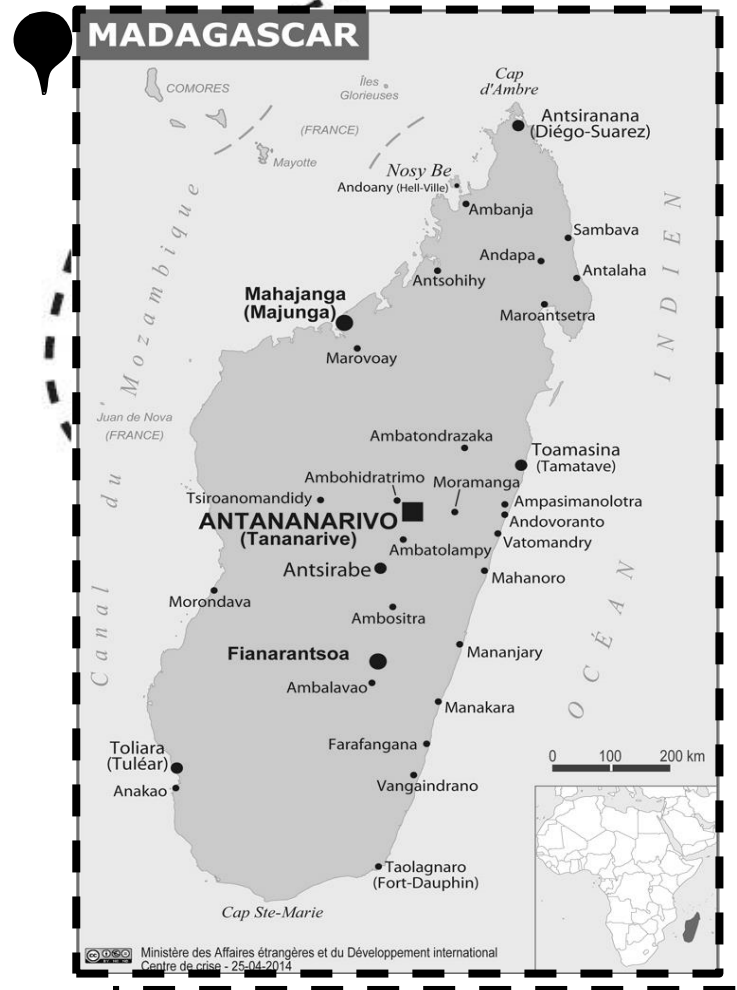 MADAGASCAR
COMORES
Îles
Glorieuses
(FRANCE)
Mayotte
Cap
d'Ambre
Antsiranana
(Diégo-Suarez)
Nosy Be
Andoany (Hell-Ville)
Ambanja
Sambava
Andapa
Antalaha
Antsohihy
Maroantsetra
Mahajanga
(Majunga)
Marovoay
Canal du Mozambique
OCÉAN INDIEN
Juan de Nova
(FRANCE)
Ambatondrazaka
Toamasina
(Tamatave)
Ambohidratrimo
Moramanga
Tsiroanomandidy
Ampasimanolotra
ANTANANARIVO
(Tananarive)
Andovoranto
Vatomandry
Ambatolampy
Antsirabe
Mahanoro
Morondava
Ambositra
Fianarantsoa
Mananjary
Ambalavao
Manakara
Toliara
(Tuléar)
Farafangana
Anakao
Vangaindrano
0 100 200 km
Taolagnaro
(Fort-Dauphin)
Cap Ste-Marie
Ministère des Affaires étrangères et du Développement international
Centre de crise - 25-04-2014